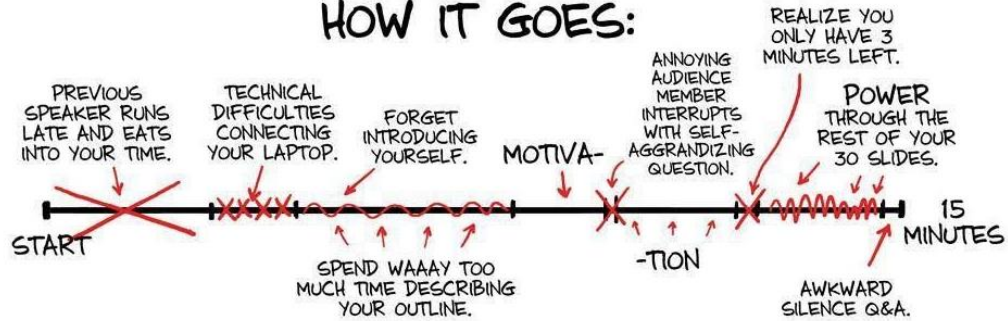 HOW IT GOES:
PREVIOUS
SPEAKER RUNS
LATE AND EATS
INTO YOUR TIME.
TECHNICAL
DIFFICULTIES
CONNECTING
YOUR LAPTOP.
FORGET
INTRODUCING
YOURSELF.
MOTIVA-
ANNOYING
AUDIENCE
MEMBER
INTERRUPTS
WITH SELF-
AGGRANDIZING
QUESTION.
REALIZE YOU
ONLY HAVE 3
MINUTES LEFT.
POWER
THROUGH THE
REST OF YOUR
30 SLIDES.
START
SPEND WAAAY TOO
MUCH TIME DESCRIBING
YOUR OUTLINE.
-TION
AWKWARD
SILENCE Q&A.
15
MINUTES